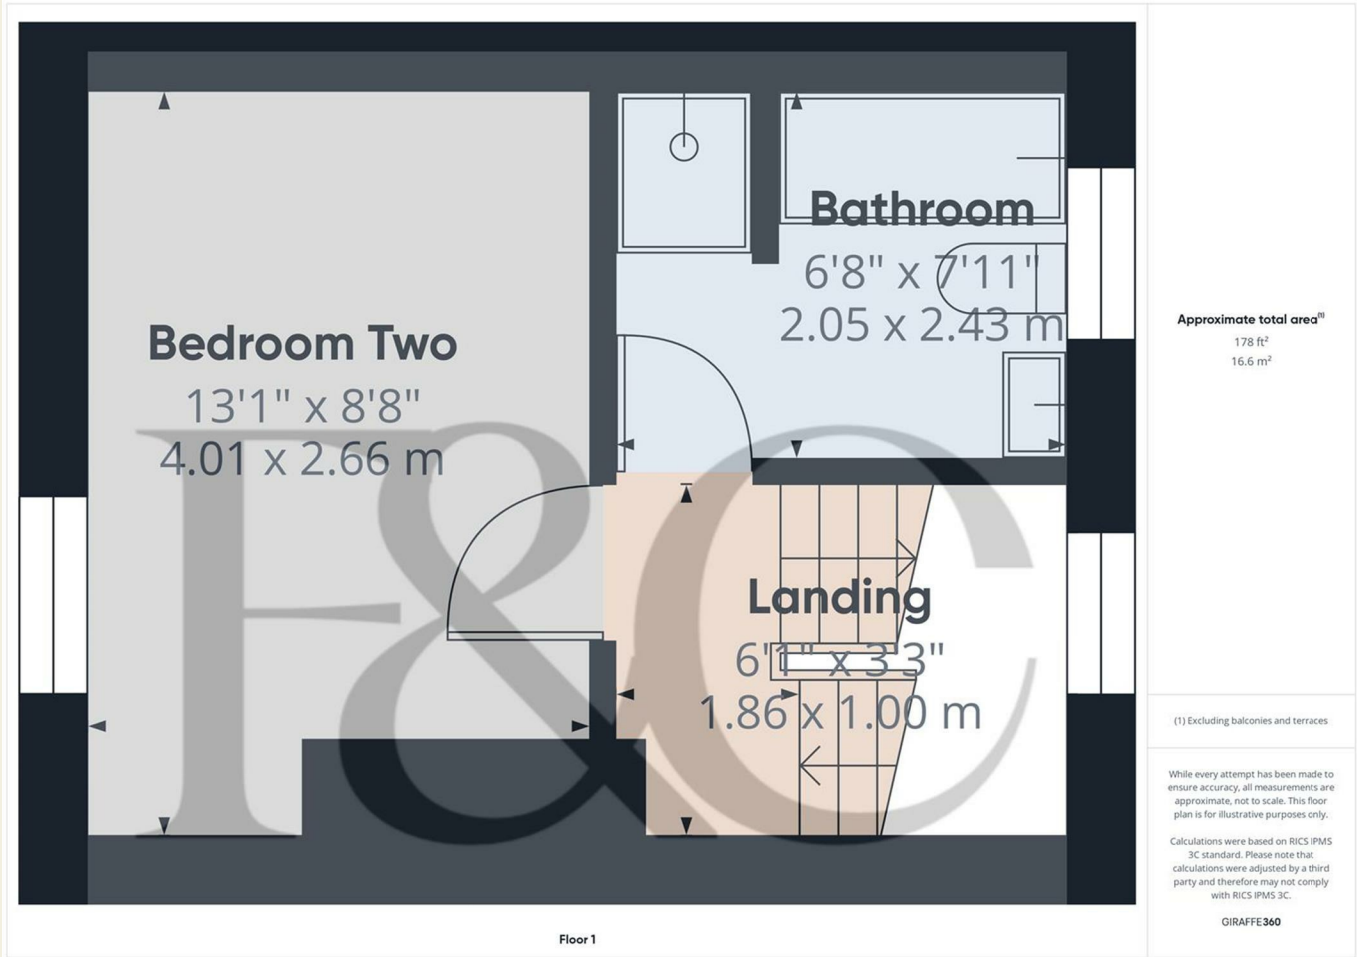 Bedroom Two
13'1" x 8'8"
4.01 x 2.66 m
Bathroom
6'8" x 7'11"
2.05 x 2.43 m
Landing
6'1" x 3'3"
1.86 x 1.00 m
F&C
Floor 1
Approximate total area(1)
178 ft²
16.6 m²
(1) Excluding balconies and terraces
While every attempt has been made to
ensure accuracy, all measurements are
approximate, not to scale. This floor
plan is for illustrative purposes only.
Calculations were based on RICS IPMS
3C standard. Please note that
calculations were adjusted by a third
party and therefore may not comply
with RICS IPMS 3C.
GIRAFFE360